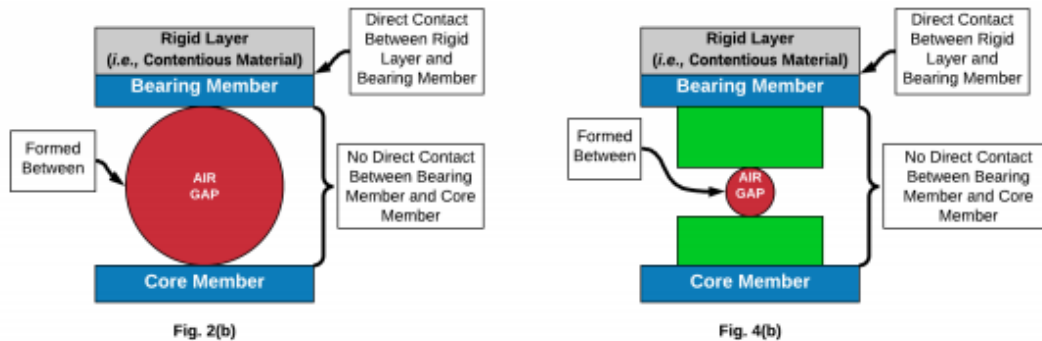 Rigid Layer
(i.e., Contentious Material)
Bearing Member
Direct Contact
Between Rigid
Layer and
Bearing Member
Formed
Between
AIR
GAP
No Direct Contact
Between Bearing
Member and Core
Member
Core Member
Fig. 2(b)
Rigid Layer
(i.e., Contentious Material)
Bearing Member
Direct Contact
Between Rigid
Layer and
Bearing Member
Formed
Between
AIR
GAP
No Direct Contact
Between Bearing
Member and Core
Member
Core Member
Fig. 4(b)